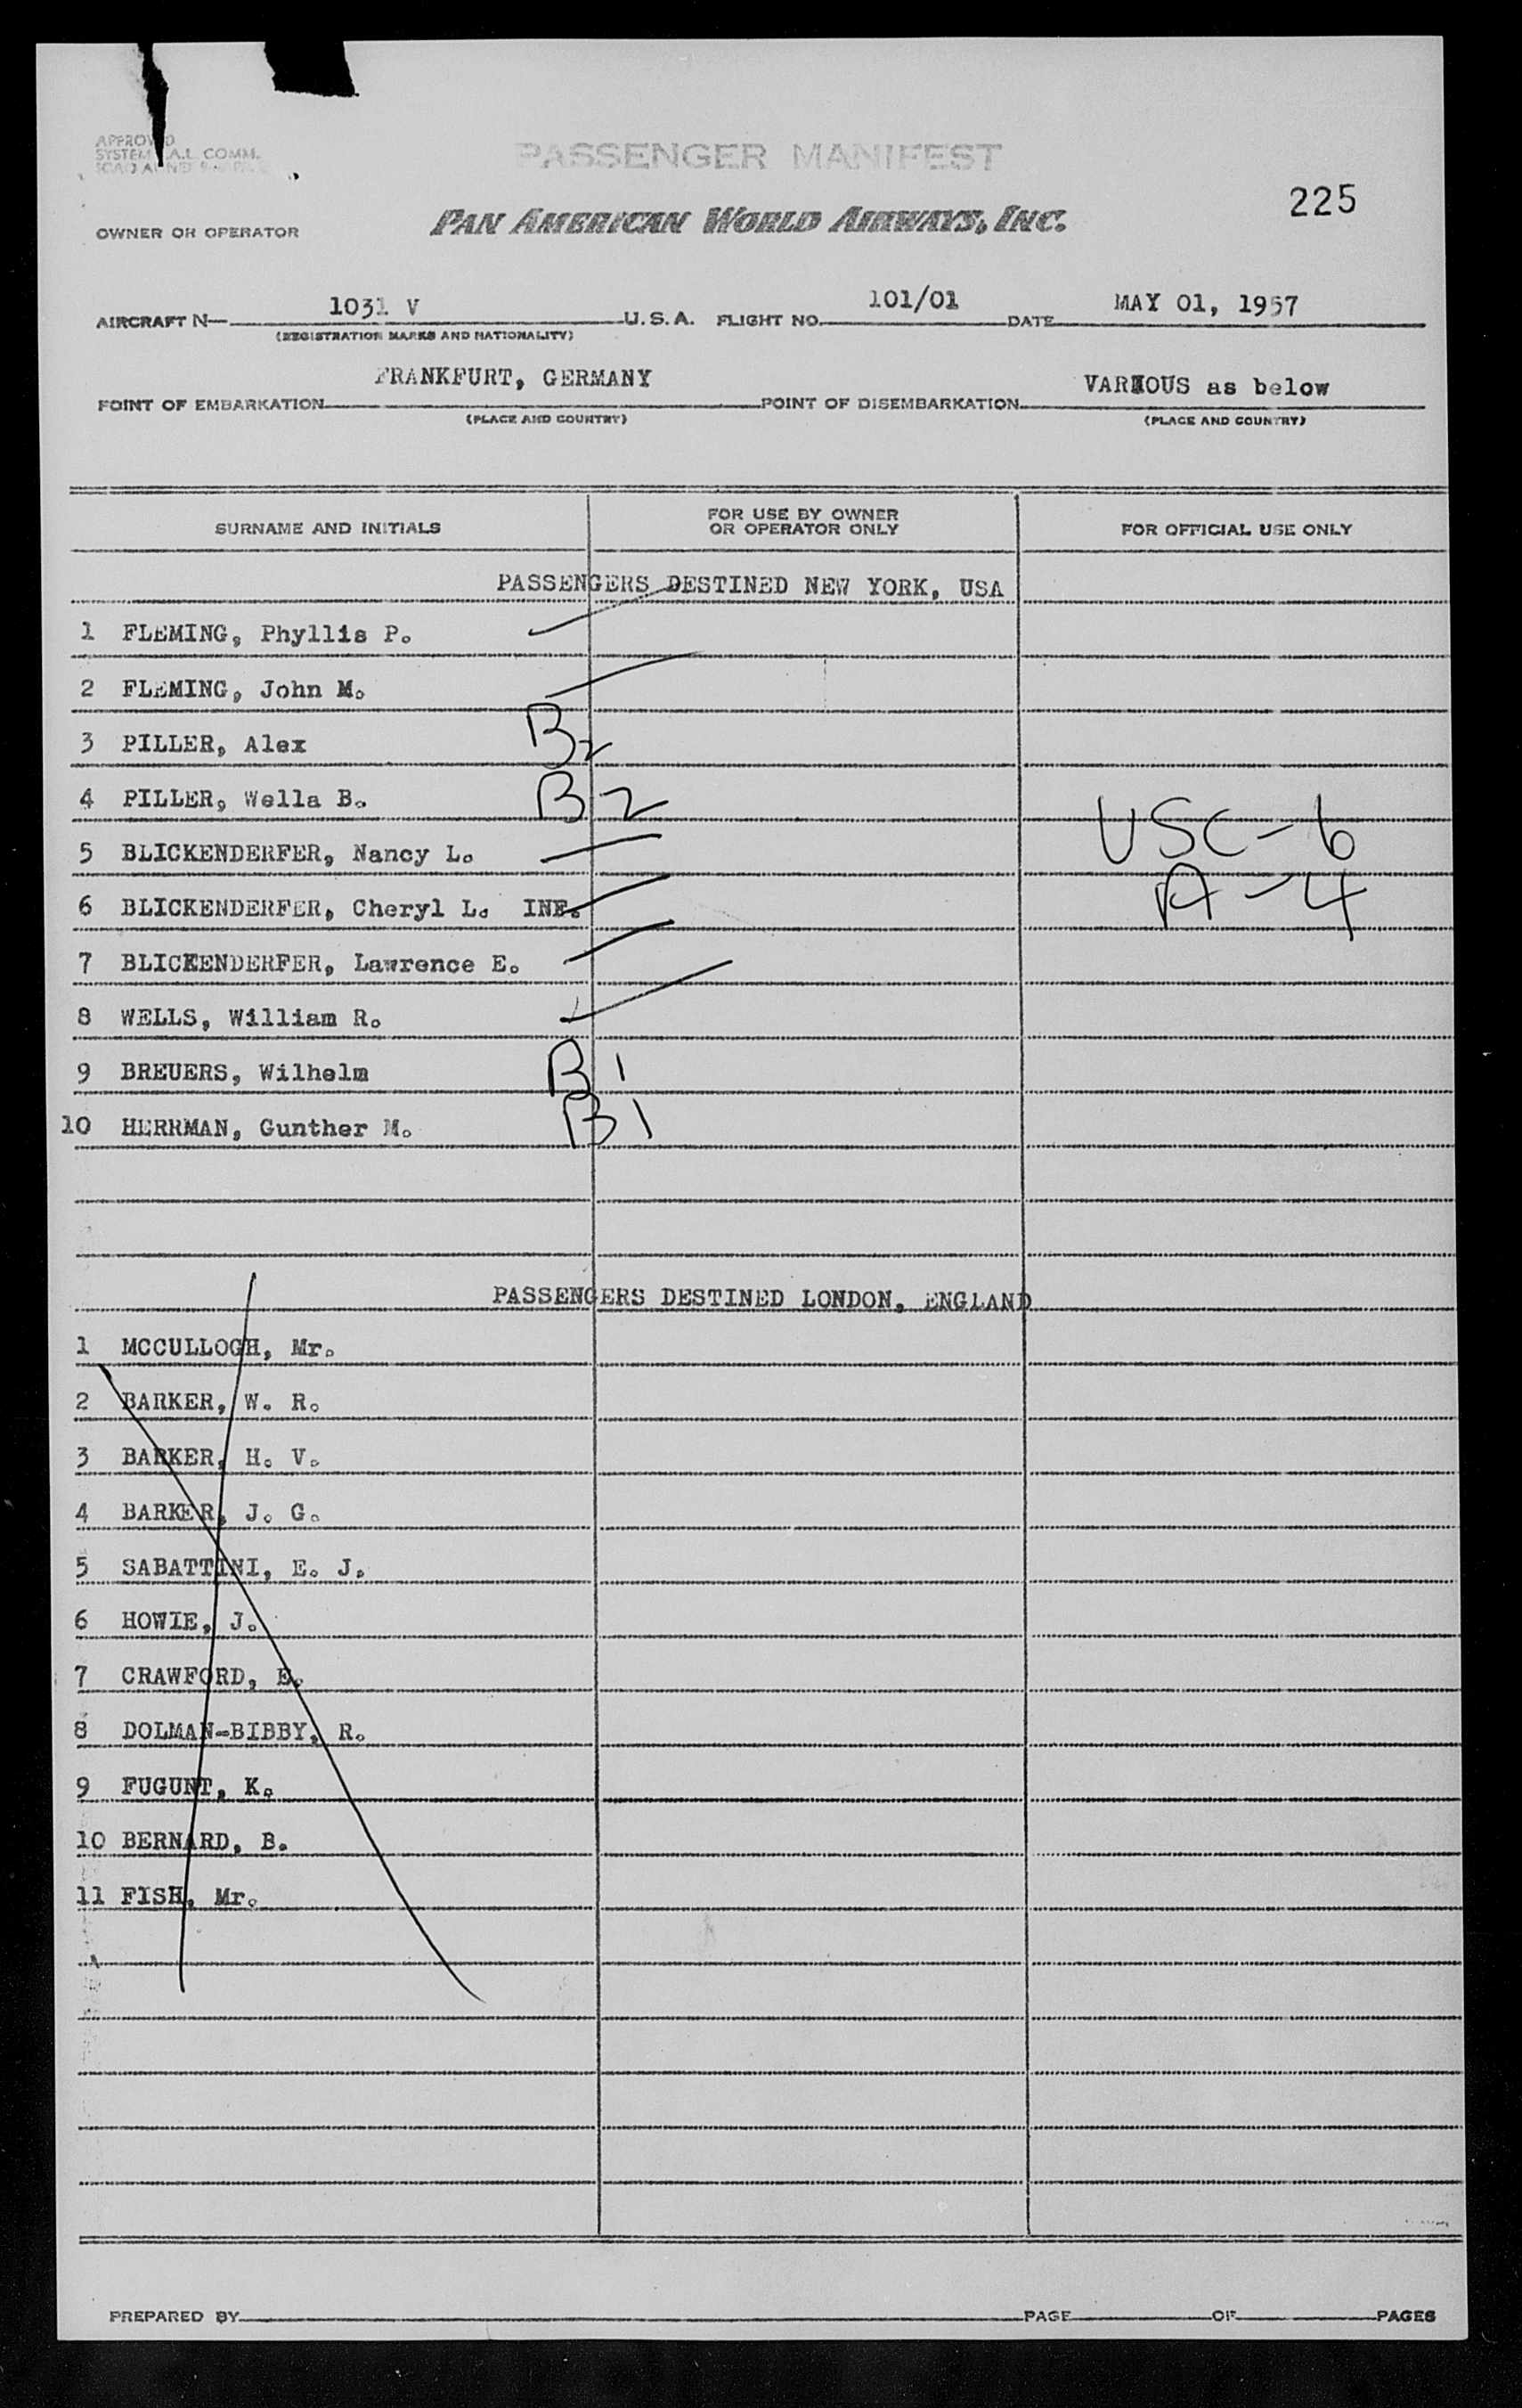 APPROVED
SYSTEM A.L. COMM.
PASSENGER MANIFEST
225
OWNER OR OPERATOR PAN AMERICAN WORLD AIRWAYS, INC.
AIRCRAFT N— 1031 V U.S.A. FLIGHT NO. 101/01 DATE MAY 01, 1957
(REGISTRATION MARKS AND NATIONALITY)
POINT OF EMBARKATION FRANKFURT, GERMANY POINT OF DISEMBARKATION VARIOUS as below
(PLACE AND COUNTRY) (PLACE AND COUNTRY)
SURNAME AND INITIALS FOR USE BY OWNER OR OPERATOR ONLY FOR OFFICIAL USE ONLY
PASSENGERS DESTINED NEW YORK, USA
1 FLEMING, Phyllis P.
2 FLEMING, John M.
3 PILLER, Alex B2
4 PILLER, Wella B. B2 USC-6
5 BLICKENDERFER, Nancy L.
6 BLICKENDERFER, Cheryl L. INF. A-4
7 BLICKENDERFER, Lawrence E.
8 WELLS, William R.
9 BREUERS, Wilhelm B1
10 HERRMAN, Gunther M. B1
PASSENGERS DESTINED LONDON, ENGLAND
1 MCCULLOGH, Mr.
2 BARKER, W. R.
3 BARKER, H. V.
4 BARKER, J. G.
5 SABATTINI, E. J.
6 HOWIE, J.
7 CRAWFORD, E.
8 DOLMAN-BIBBY, R.
9 FUGUNT, K.
10 BERNARD, B.
11 FISH, Mr.
PREPARED BY PAGE OF PAGES